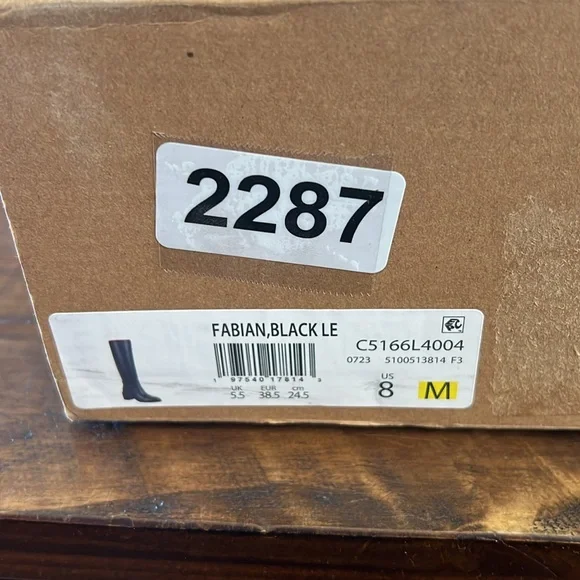 2287
FABIAN,BLACK LE
C5166L4004
0723 S100513814 F3
1 97540 17814 3
UK EUR cm
5.5 38.5 24.5
US
8 M